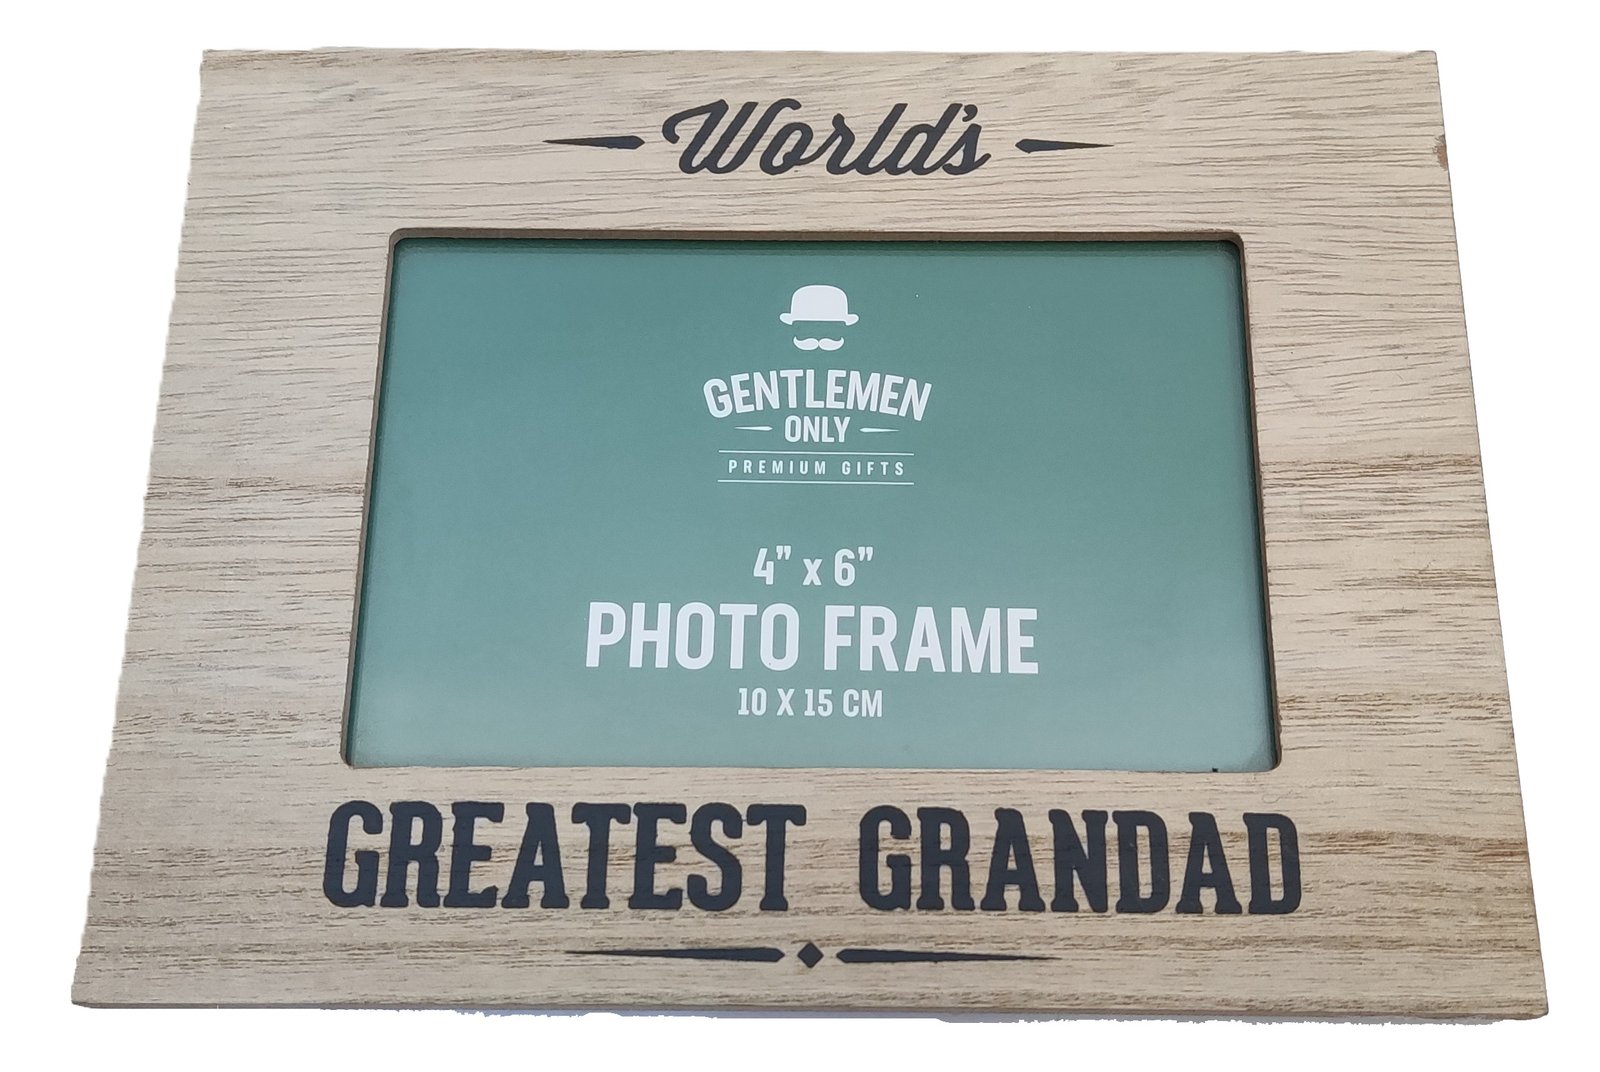 World's
GENTLEMEN
ONLY
PREMIUM GIFTS
4” x 6”
PHOTO FRAME
10 X 15 CM
GREATEST GRANDAD